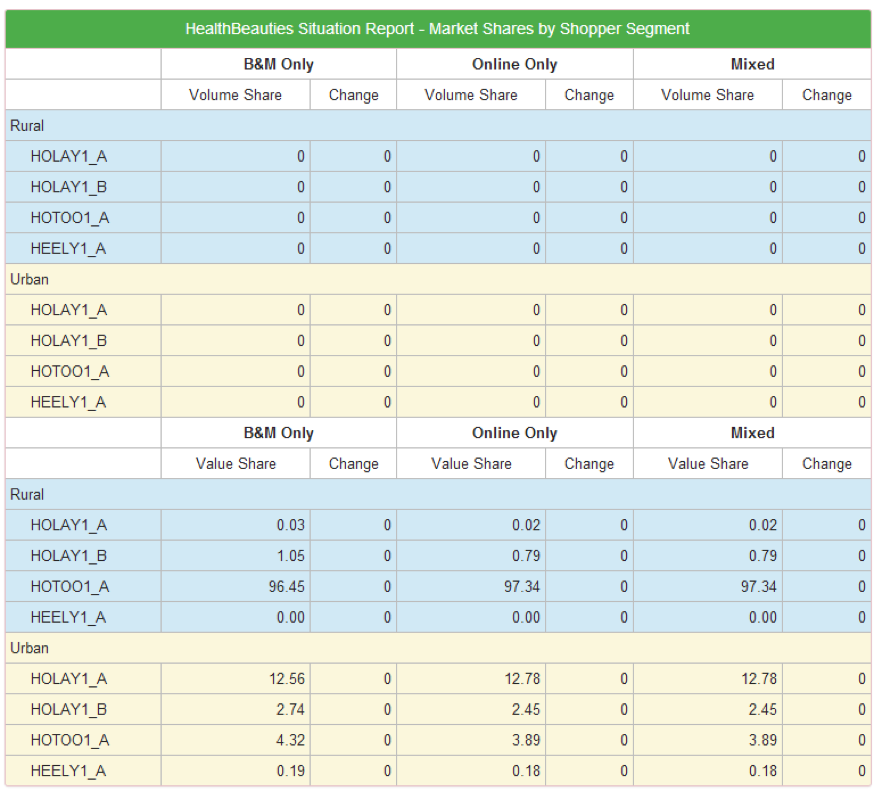 HealthBeauties Situation Report - Market Shares by Shopper Segment
B&M Only Online Only Mixed
Volume Share Change Volume Share Change Volume Share Change
Rural
HOLAY1_A 0 0 0 0 0 0
HOLAY1_B 0 0 0 0 0 0
HOTOO1_A 0 0 0 0 0 0
HEELY1_A 0 0 0 0 0 0
Urban
HOLAY1_A 0 0 0 0 0 0
HOLAY1_B 0 0 0 0 0 0
HOTOO1_A 0 0 0 0 0 0
HEELY1_A 0 0 0 0 0 0
B&M Only Online Only Mixed
Value Share Change Value Share Change Value Share Change
Rural
HOLAY1_A 0.03 0 0.02 0 0.02 0
HOLAY1_B 1.05 0 0.79 0 0.79 0
HOTOO1_A 96.45 0 97.34 0 97.34 0
HEELY1_A 0.00 0 0.00 0 0.00 0
Urban
HOLAY1_A 12.56 0 12.78 0 12.78 0
HOLAY1_B 2.74 0 2.45 0 2.45 0
HOTOO1_A 4.32 0 3.89 0 3.89 0
HEELY1_A 0.19 0 0.18 0 0.18 0